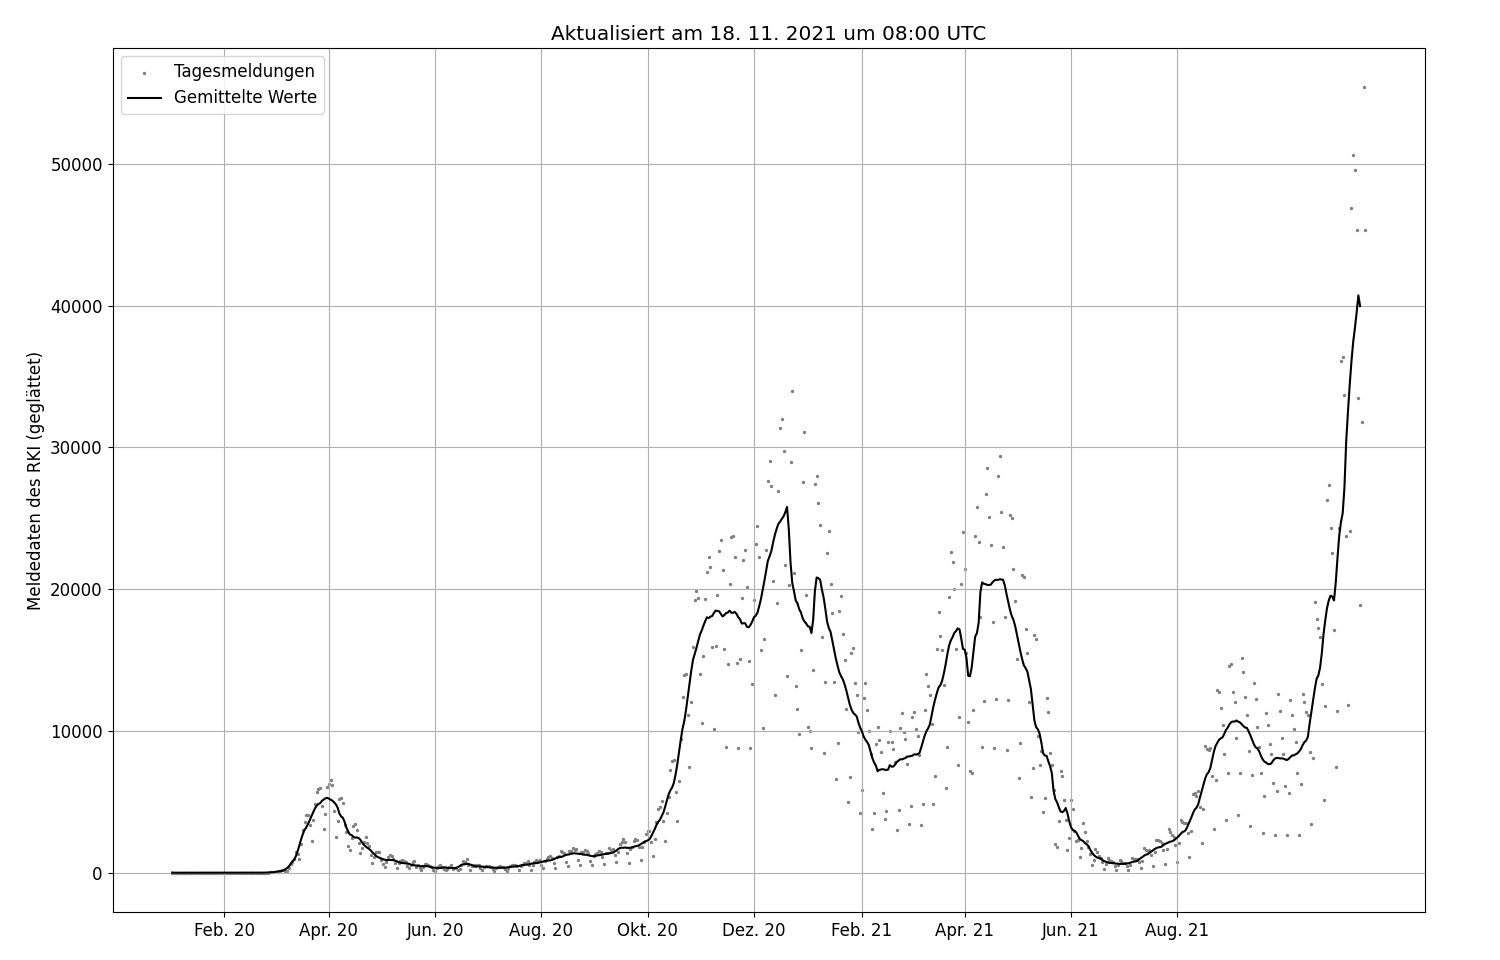 Aktualisiert am 18. 11. 2021 um 08:00 UTC
Tagesmeldungen
Gemittelte Werte
Meldedaten des RKI (geglättet)
50000
40000
30000
20000
10000
0
Feb. 20 Apr. 20 Jun. 20 Aug. 20 Okt. 20 Dez. 20 Feb. 21 Apr. 21 Jun. 21 Aug. 21